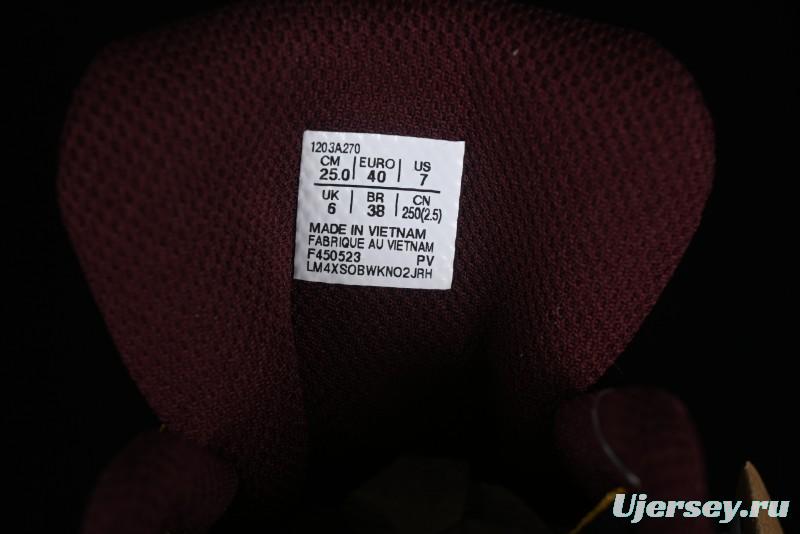 1203A270
CM | EURO | US
25.0 | 40 | 7
UK | BR | CN
6 | 38 | 250(2.5)
MADE IN VIETNAM
FABRIQUE AU VIETNAM
F450523 PV
LM4XSOBWKNO2JRH
Ujersey.ru